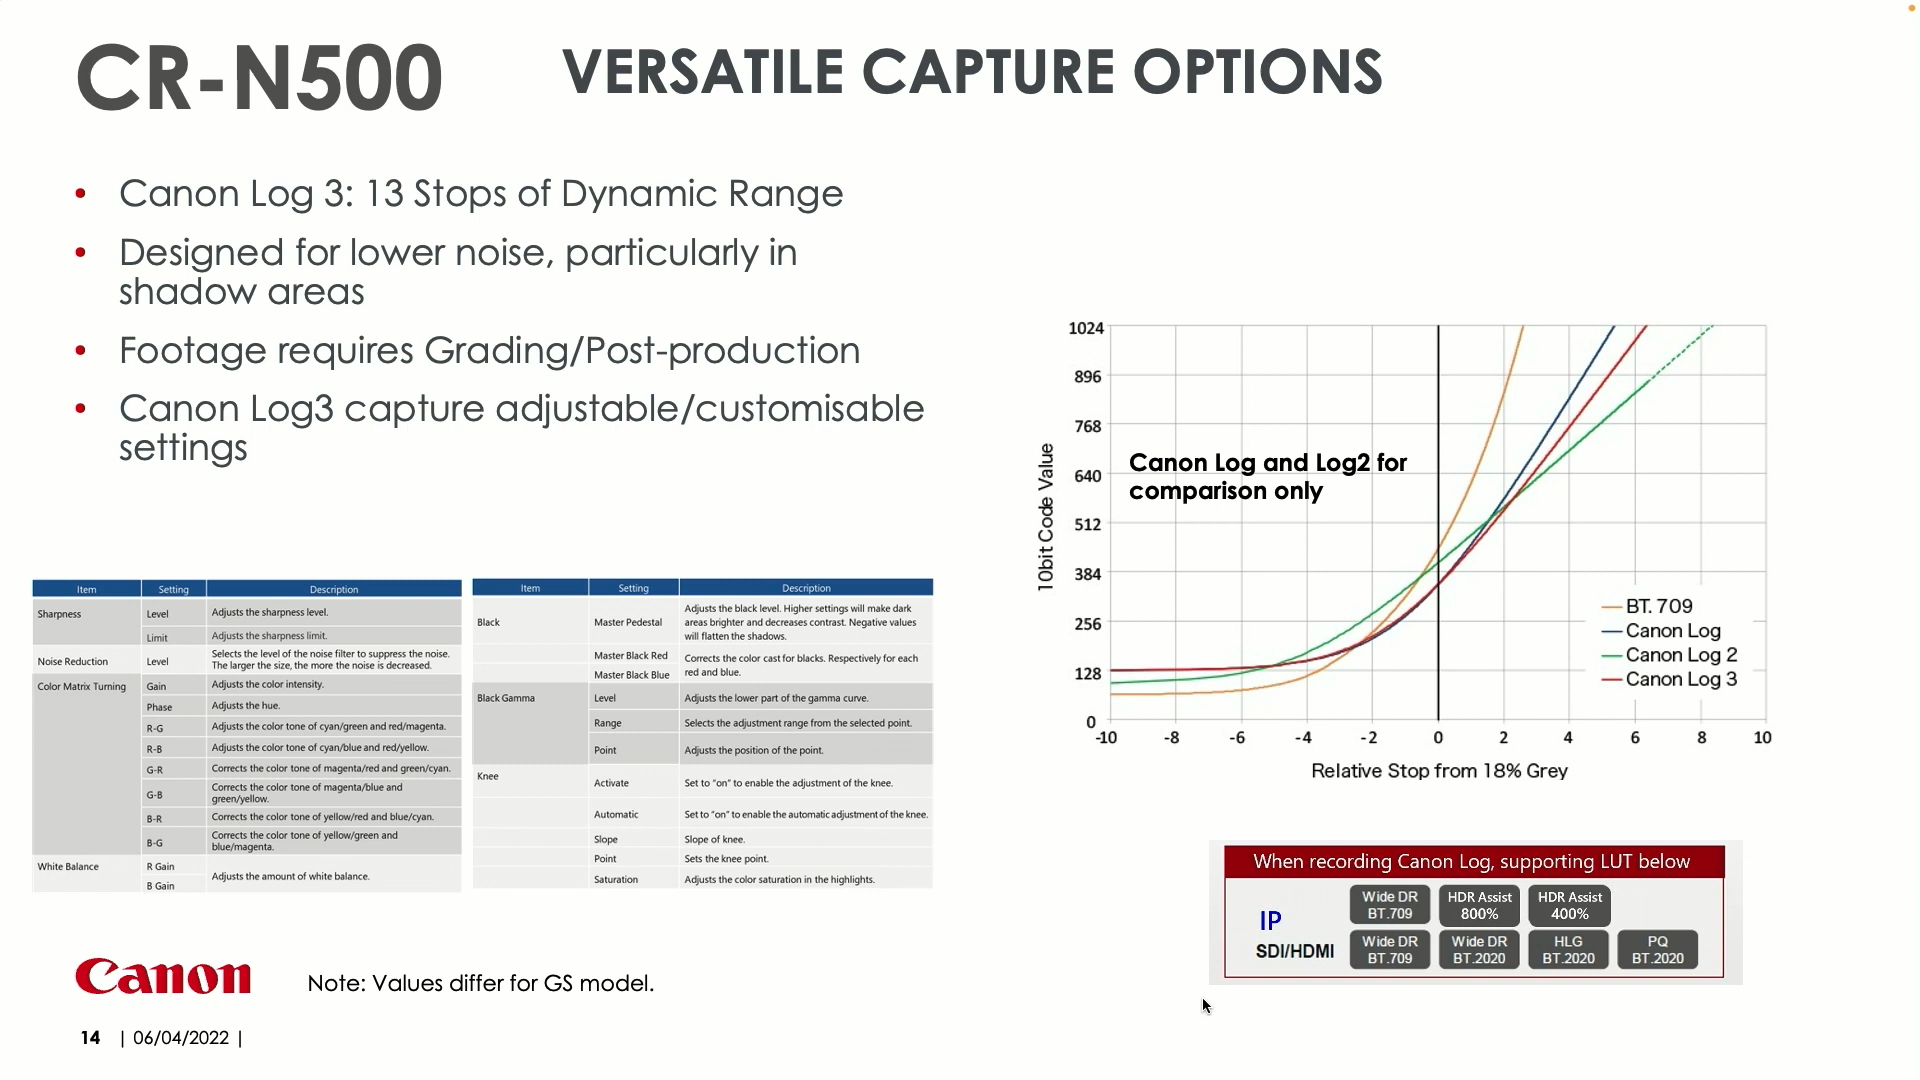 CR-N500
VERSATILE CAPTURE OPTIONS
• Canon Log 3: 13 Stops of Dynamic Range
• Designed for lower noise, particularly in
shadow areas
• Footage requires Grading/Post-production
• Canon Log3 capture adjustable/customisable
settings
Item Setting Description
Sharpness Level Adjusts the sharpness level.
Limit Adjusts the sharpness limit.
Noise Reduction Level Selects the level of the noise filter to suppress the noise.
The larger the size, the more the noise is decreased.
Color Matrix Turning Gain Adjusts the color intensity.
Phase Adjusts the hue.
R-G Adjusts the color tone of cyan/green and red/magenta.
R-B Adjusts the color tone of cyan/blue and red/yellow.
G-R Corrects the color tone of magenta/red and green/cyan.
G-B Corrects the color tone of magenta/blue and
green/yellow.
B-R Corrects the color tone of yellow/red and blue/cyan.
B-G Corrects the color tone of yellow/green and
blue/magenta.
White Balance R Gain Adjusts the amount of white balance.
B Gain
Item Setting Description
Black Master Pedestal Adjusts the black level. Higher settings will make dark
areas brighter and decreases contrast. Negative values
will flatten the shadows.
Master Black Red Corrects the color cast for blacks. Respectively for each
Master Black Blue red and blue.
Black Gamma Level Adjusts the lower part of the gamma curve.
Range Selects the adjustment range from the selected point.
Point Adjusts the position of the point.
Knee Activate Set to "on" to enable the adjustment of the knee.
Automatic Set to "on" to enable the automatic adjustment of the knee.
Slope Slope of knee.
Point Sets the knee point.
Saturation Adjusts the color saturation in the highlights.
10bit Code Value
1024
896
768
640
512
384
256
128
0
Canon Log and Log2 for
comparison only
BT. 709
Canon Log
Canon Log 2
Canon Log 3
-10 -8 -6 -4 -2 0 2 4 6 8 10
Relative Stop from 18% Grey
When recording Canon Log, supporting LUT below
IP
Wide DR HDR Assist HDR Assist
BT.709 800% 400%
SDI/HDMI
Wide DR Wide DR HLG PQ
BT.709 BT.2020 BT.2020 BT.2020
Canon
Note: Values differ for GS model.
14 | 06/04/2022 |